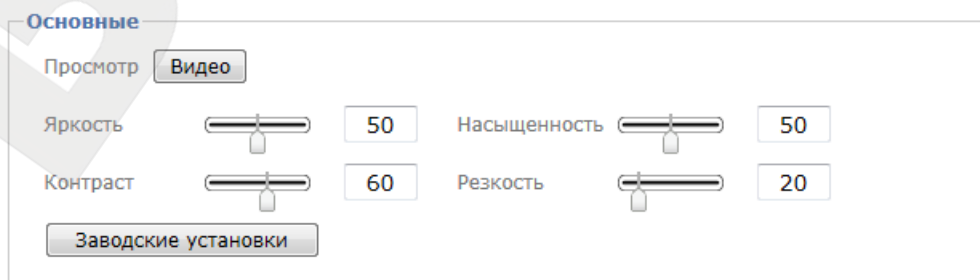 Основные
Просмотр Видео
Яркость 50 Насыщенность 50
Контраст 60 Резкость 20
Заводские установки